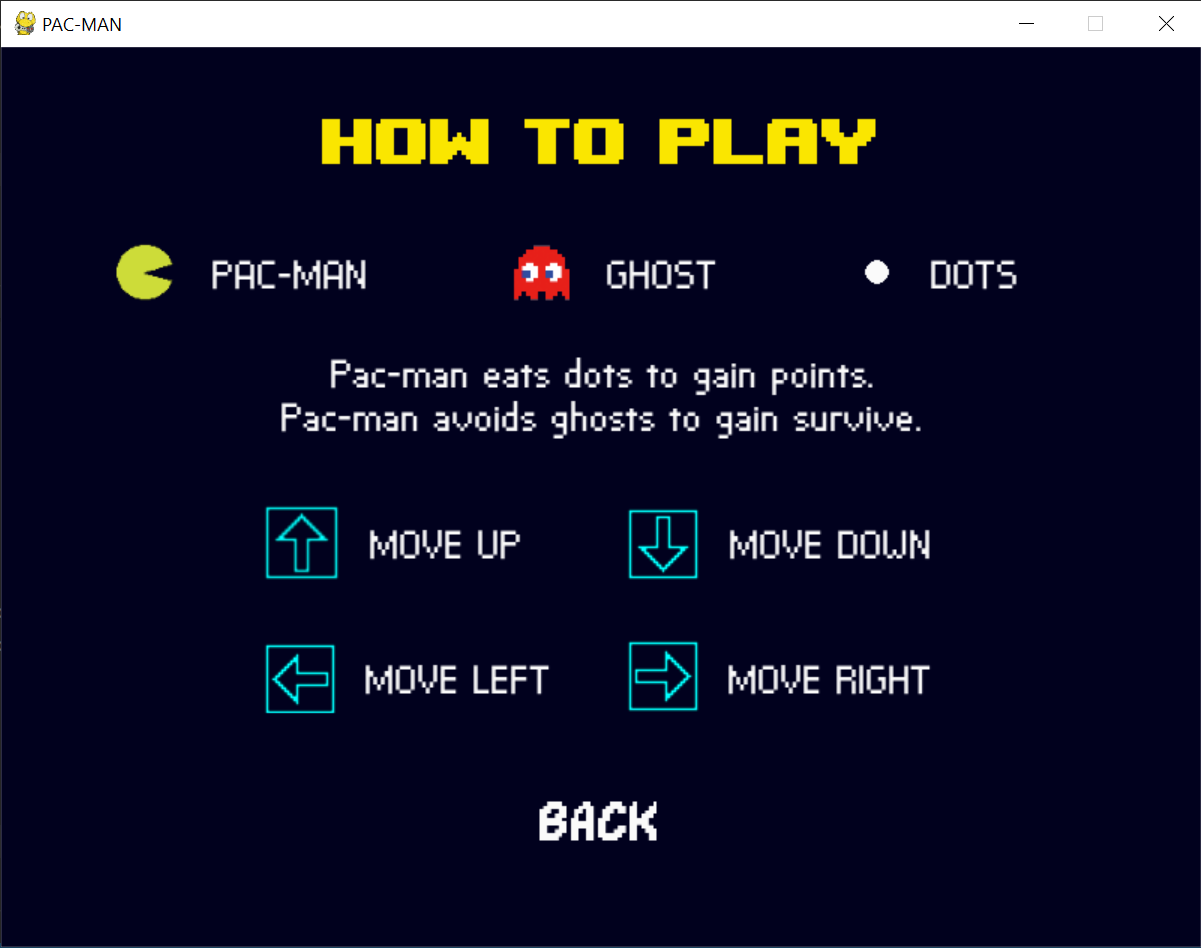 PAC-MAN
HOW TO PLAY
PAC-MAN GHOST DOTS
Pac-man eats dots to gain points.
Pac-man avoids ghosts to gain survive.
MOVE UP MOVE DOWN
MOVE LEFT MOVE RIGHT
BACK